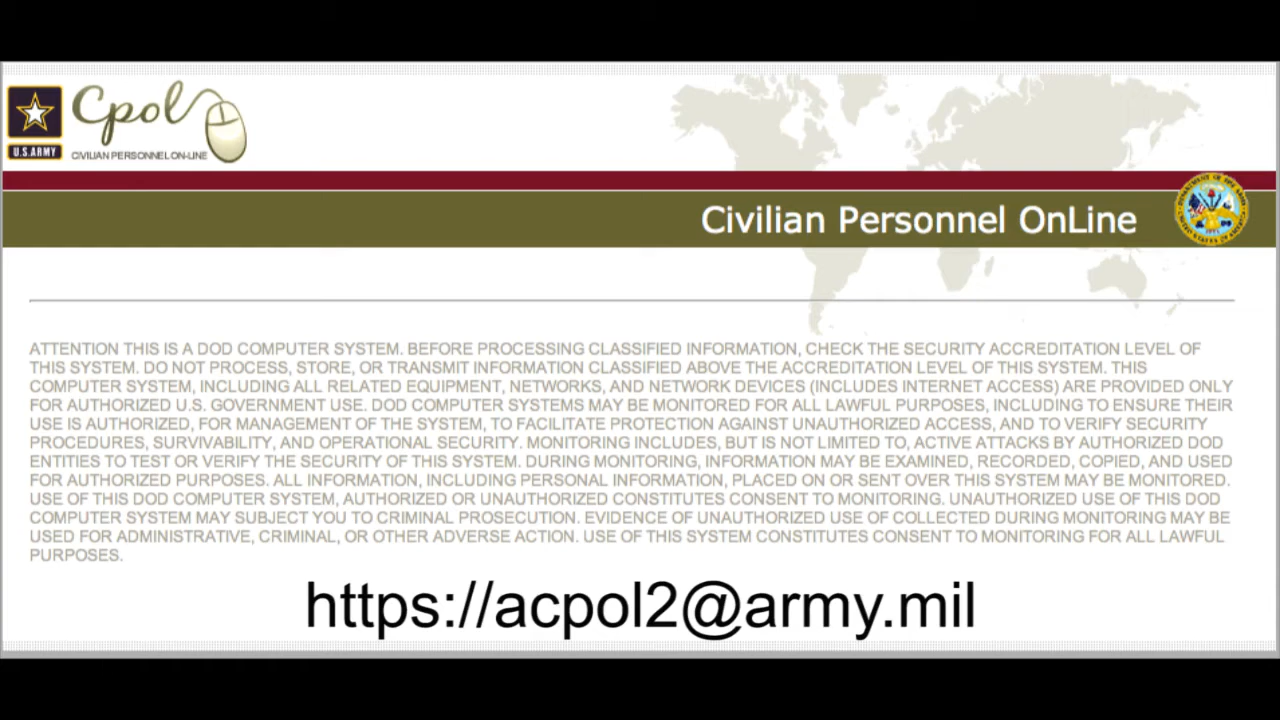 Cpol
U.S.ARMY
CIVILIAN PERSONNEL ON-LINE
Civilian Personnel OnLine
ATTENTION THIS IS A DOD COMPUTER SYSTEM. BEFORE PROCESSING CLASSIFIED INFORMATION, CHECK THE SECURITY ACCREDITATION LEVEL OF
THIS SYSTEM. DO NOT PROCESS, STORE, OR TRANSMIT INFORMATION CLASSIFIED ABOVE THE ACCREDITATION LEVEL OF THIS SYSTEM. THIS
COMPUTER SYSTEM, INCLUDING ALL RELATED EQUIPMENT, NETWORKS, AND NETWORK DEVICES (INCLUDES INTERNET ACCESS) ARE PROVIDED ONLY
FOR AUTHORIZED U.S. GOVERNMENT USE. DOD COMPUTER SYSTEMS MAY BE MONITORED FOR ALL LAWFUL PURPOSES, INCLUDING TO ENSURE THEIR
USE IS AUTHORIZED, FOR MANAGEMENT OF THE SYSTEM, TO FACILITATE PROTECTION AGAINST UNAUTHORIZED ACCESS, AND TO VERIFY SECURITY
PROCEDURES, SURVIVABILITY, AND OPERATIONAL SECURITY. MONITORING INCLUDES, BUT IS NOT LIMITED TO, ACTIVE ATTACKS BY AUTHORIZED DOD
ENTITIES TO TEST OR VERIFY THE SECURITY OF THIS SYSTEM. DURING MONITORING, INFORMATION MAY BE EXAMINED, RECORDED, COPIED, AND USED
FOR AUTHORIZED PURPOSES. ALL INFORMATION, INCLUDING PERSONAL INFORMATION, PLACED ON OR SENT OVER THIS SYSTEM MAY BE MONITORED.
USE OF THIS DOD COMPUTER SYSTEM, AUTHORIZED OR UNAUTHORIZED CONSTITUTES CONSENT TO MONITORING. UNAUTHORIZED USE OF THIS DOD
COMPUTER SYSTEM MAY SUBJECT YOU TO CRIMINAL PROSECUTION. EVIDENCE OF UNAUTHORIZED USE OF COLLECTED DURING MONITORING MAY BE
USED FOR ADMINISTRATIVE, CRIMINAL, OR OTHER ADVERSE ACTION. USE OF THIS SYSTEM CONSTITUTES CONSENT TO MONITORING FOR ALL LAWFUL
PURPOSES.
https://acpol2@army.mil